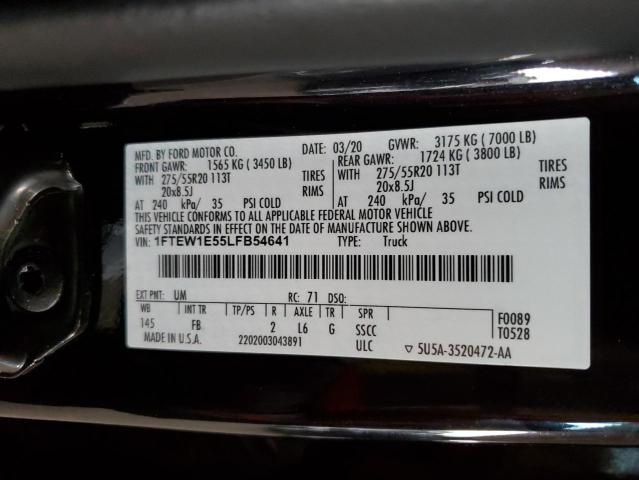 MFD. BY FORD MOTOR CO. DATE: 03/20 GVWR: 3175 KG ( 7000 LB)
FRONT GAWR: 1565 KG ( 3450 LB) REAR GAWR: 1724 KG ( 3800 LB)
WITH 275/55R20 113T TIRES WITH 275/55R20 113T TIRES
20x8.5J RIMS 20x8.5J RIMS
AT 240 kPa/ 35 PSI COLD AT 240 kPa/ 35 PSI COLD
THIS VEHICLE CONFORMS TO ALL APPLICABLE FEDERAL MOTOR VEHICLE
SAFETY STANDARDS IN EFFECT ON THE DATE OF MANUFACTURE SHOWN ABOVE.
VIN: 1FTEW1E55LFB54641 TYPE: Truck
EXT PNT: UM RC: 71 DSO:
WB INT TR TP/PS R AXLE TR SPR F0089
145 FB 2 L6 G SSCC T0528
MADE IN U.S.A. 2202003043891 ULC ▽ 5U5A-3520472-AA